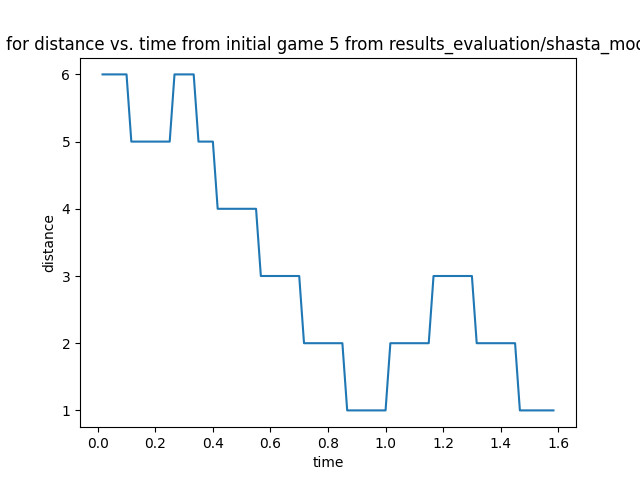 for distance vs. time from initial game 5 from results_evaluation/shasta_moo
6
5
4
3
2
1
distance
0.0 0.2 0.4 0.6 0.8 1.0 1.2 1.4 1.6
time